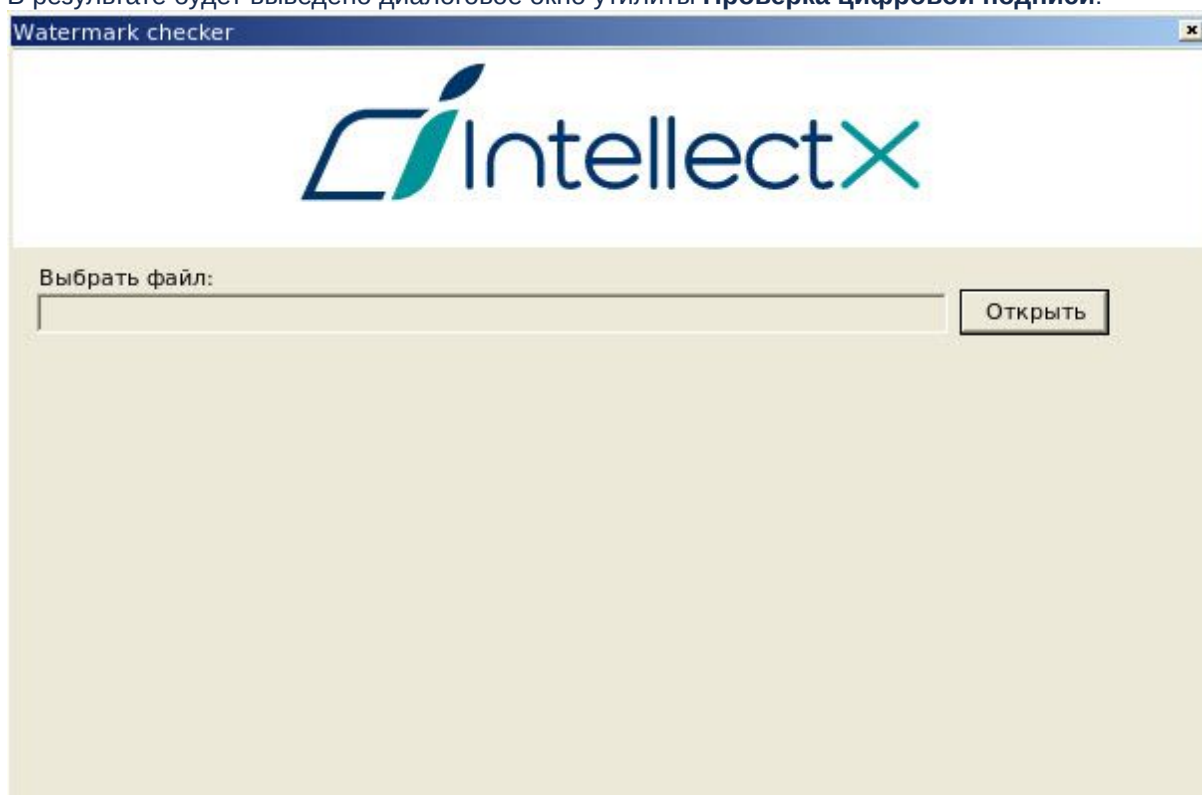 В результате будет выведено диалоговое окно утилиты Проверка цифровой подписи.
Watermark checker
IntellectX
Выбрать файл:
Открыть